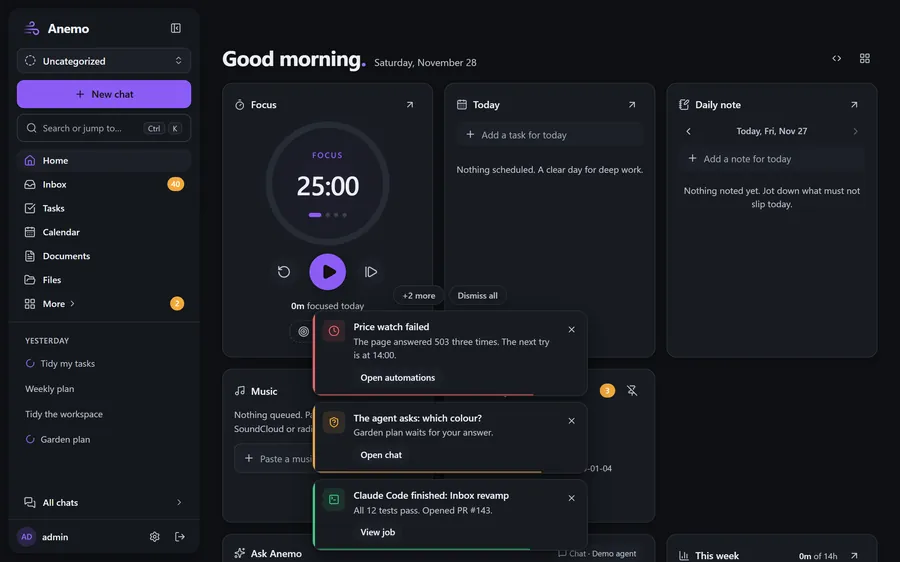 Anemo
Uncategorized
New chat
Search or jump to... Ctrl K
Home
Inbox 40
Tasks
Calendar
Documents
Files
More 2
YESTERDAY
Tidy my tasks
Weekly plan
Tidy the workspace
Garden plan
All chats
AD admin
Good morning. Saturday, November 28
Focus
FOCUS
25:00
0m focused today
Today
Add a task for today
Nothing scheduled. A clear day for deep work.
Daily note
Today, Fri, Nov 27
Add a note for today
Nothing noted yet. Jot down what must not
slip today.
+2 more Dismiss all
Price watch failed
The page answered 503 three times. The next try
is at 14:00.
Open automations
The agent asks: which colour?
Garden plan waits for your answer.
Open chat
Claude Code finished: Inbox revamp
All 12 tests pass. Opened PR #143.
View job
Music
Nothing queued.
SoundCloud or
Paste a
3
-01-04
Ask Anemo
Chat · Demo agent
This week 0m of 14h